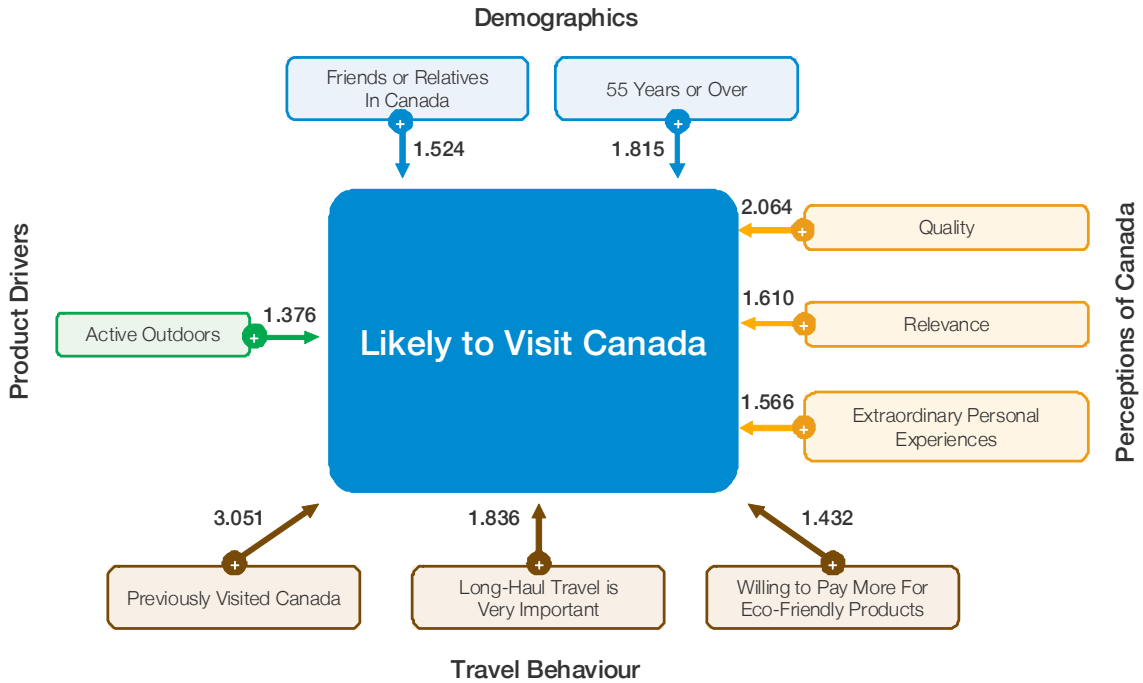 Demographics
Friends or Relatives
In Canada
55 Years or Over
+
+
1.524
1.815
Product Drivers
Active Outdoors
+
1.376
Likely to Visit Canada
2.064
+
Quality
1.610
+
Relevance
1.566
+
Extraordinary Personal
Experiences
Perceptions of Canada
3.051
1.836
1.432
+
+
+
Previously Visited Canada
Long-Haul Travel is
Very Important
Willing to Pay More For
Eco-Friendly Products
Travel Behaviour